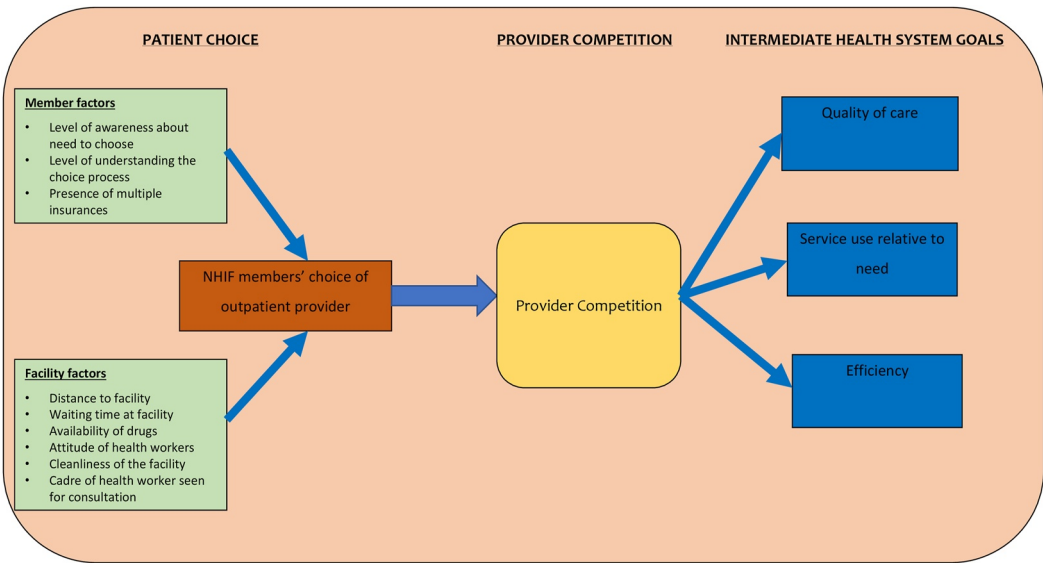 PATIENT CHOICE
PROVIDER COMPETITION
INTERMEDIATE HEALTH SYSTEM GOALS
Member factors
• Level of awareness about
need to choose
• Level of understanding the
choice process
• Presence of multiple
insurances
NHIF members’ choice of
outpatient provider
Facility factors
• Distance to facility
• Waiting time at facility
• Availability of drugs
• Attitude of health workers
• Cleanliness of the facility
• Cadre of health worker seen
for consultation
Provider Competition
Quality of care
Service use relative to
need
Efficiency